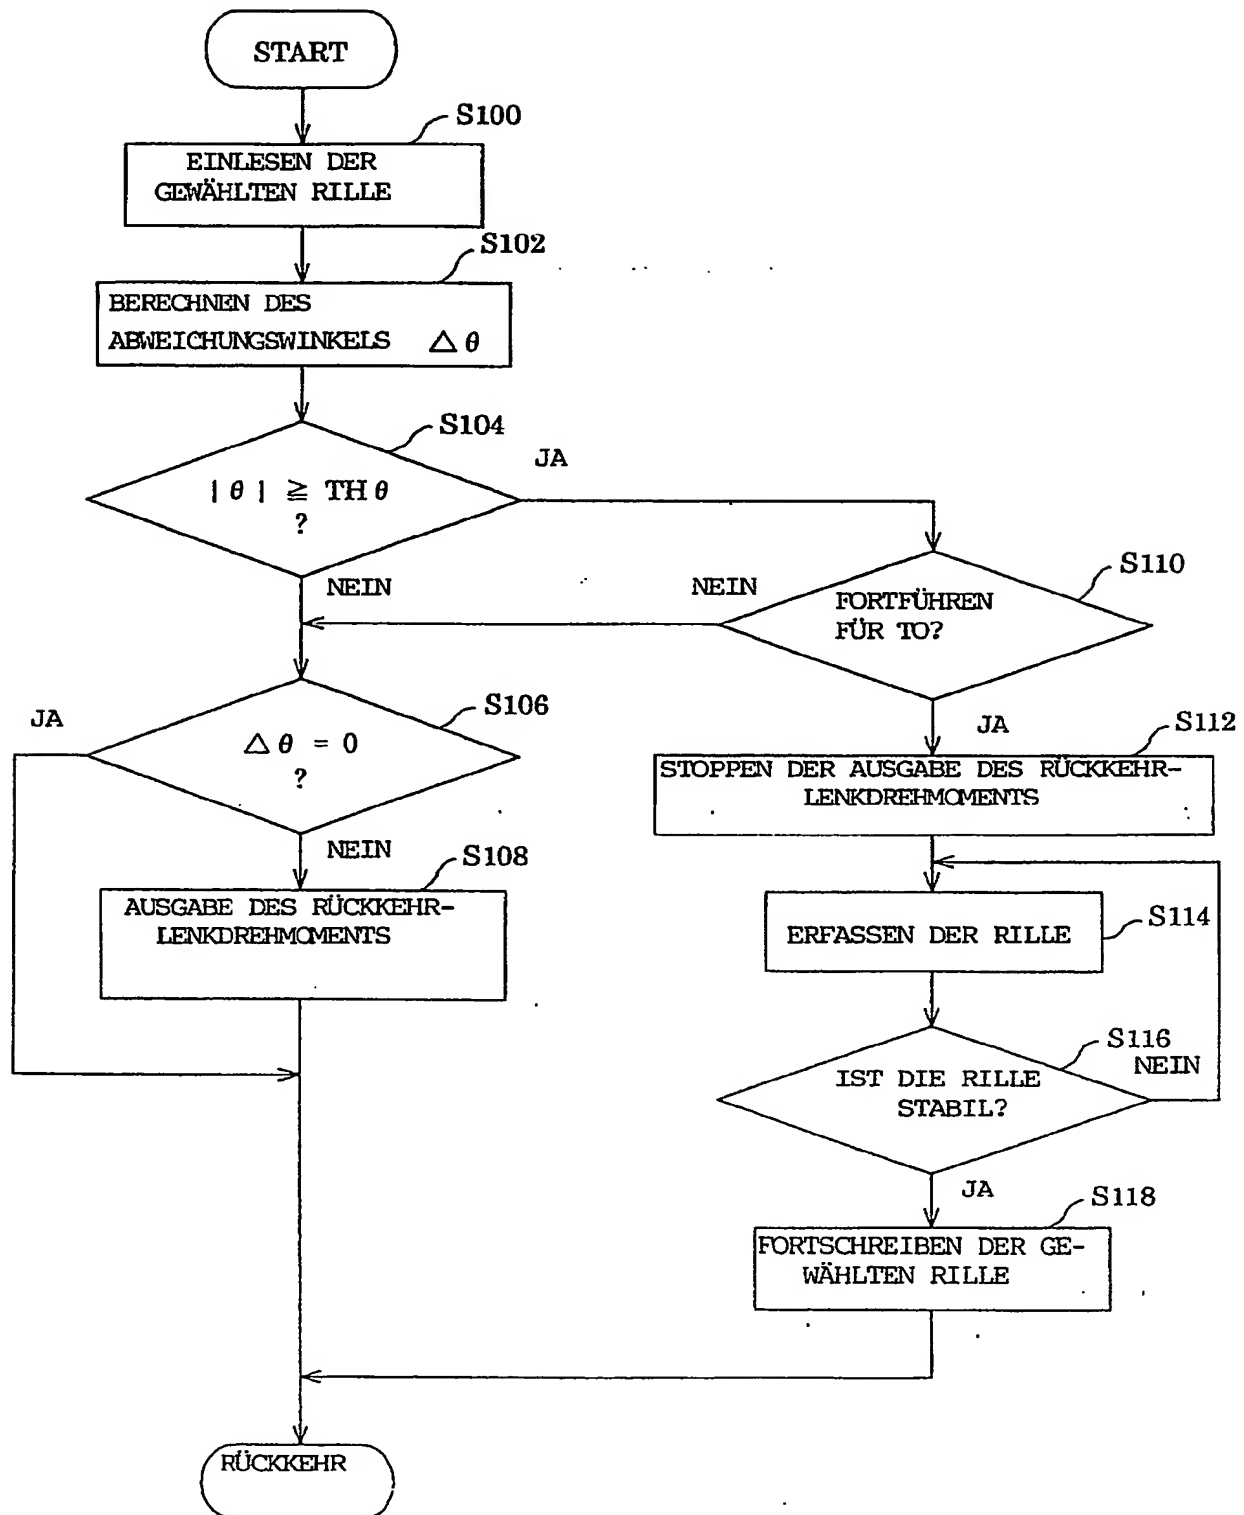 START
S100
EINLESEN DER
GEWÄHLTEN RILLE
S102
BERECHNEN DES
ABWEICHUNGSWINKELS △θ
S104
JA
| θ | ≧ TH θ
?
NEIN
S110
NEIN
FORTFÜHREN
FÜR TO?
JA
S106
JA
△ θ = 0
?
NEIN
S108
AUSGABE DES RÜCKKEHR-
LENKDREHMOMENTS
S112
STOPPEN DER AUSGABE DES RÜCKKEHR-
LENKDREHMOMENTS
S114
ERFASSEN DER RILLE
S116
NEIN
IST DIE RILLE
STABIL?
JA
S118
FORTSCHREIBEN DER GE-
WÄHLTEN RILLE
RÜCKKEHR